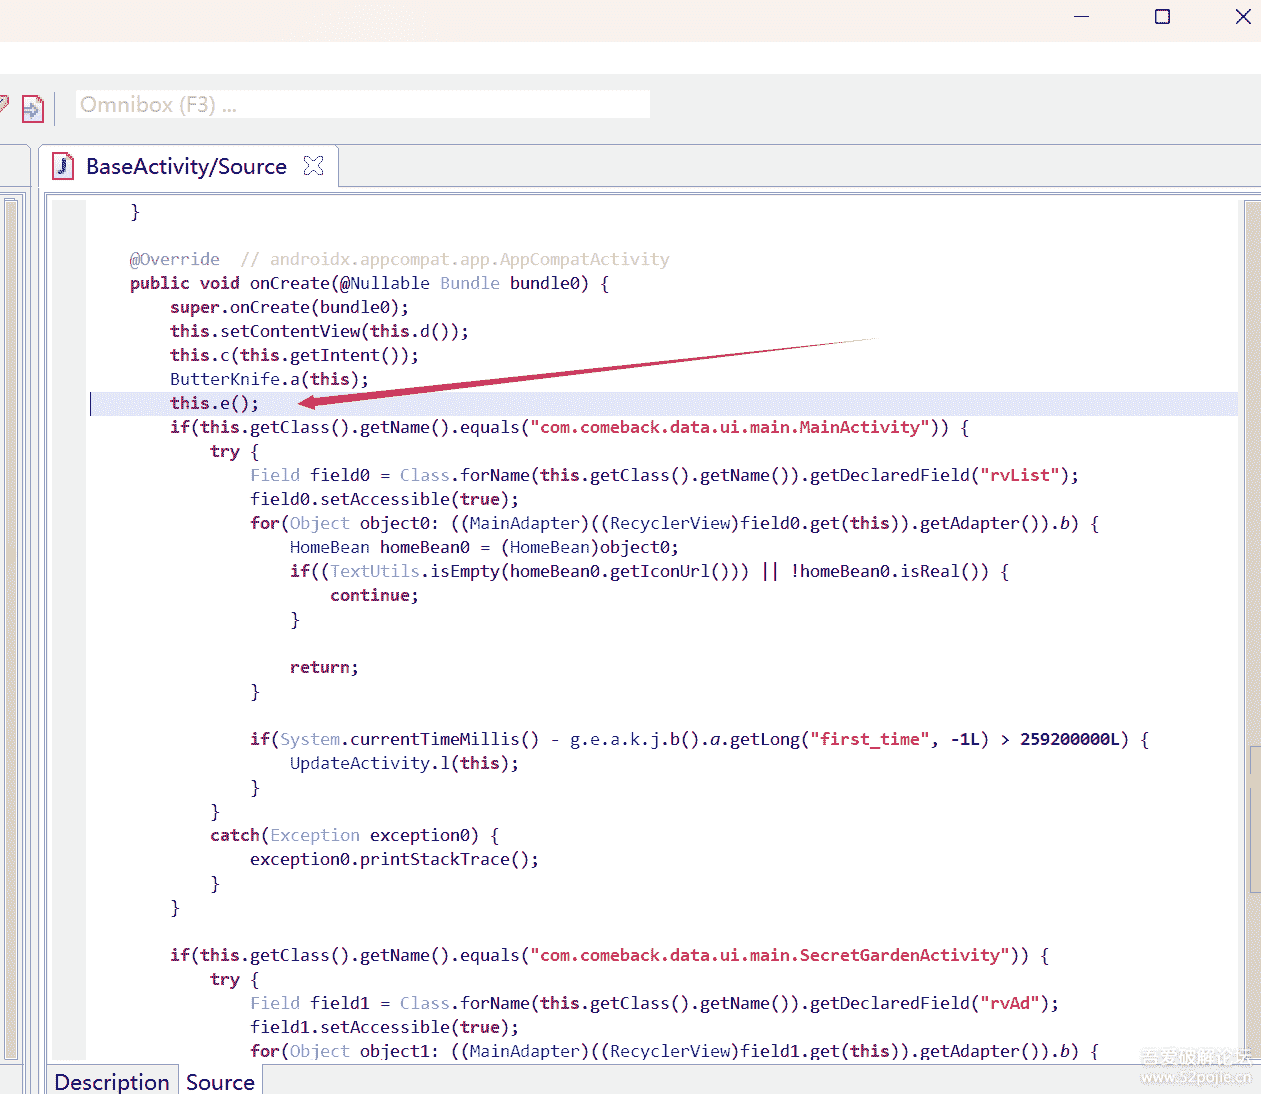 Omnibox (F3) ...
J BaseActivity/Source
}
@Override // androidx.appcompat.app.AppCompatActivity
public void onCreate(@Nullable Bundle bundle0) {
super.onCreate(bundle0);
this.setContentView(this.d());
this.c(this.getIntent());
ButterKnife.a(this);
this.e();
if(this.getClass().getName().equals("com.comeback.data.ui.main.MainActivity")) {
try {
Field field0 = Class.forName(this.getClass().getName()).getDeclaredField("rvList");
field0.setAccessible(true);
for(Object object0: ((MainAdapter)((RecyclerView)field0.get(this)).getAdapter()).b) {
HomeBean homeBean0 = (HomeBean)object0;
if((TextUtils.isEmpty(homeBean0.getIconUrl())) || !homeBean0.isReal()) {
continue;
}
return;
}
if(System.currentTimeMillis() - g.e.a.k.j.b().a.getLong("first_time", -1L) > 259200000L) {
UpdateActivity.l(this);
}
}
catch(Exception exception0) {
exception0.printStackTrace();
}
}
if(this.getClass().getName().equals("com.comeback.data.ui.main.SecretGardenActivity")) {
try {
Field field1 = Class.forName(this.getClass().getName()).getDeclaredField("rvAd");
field1.setAccessible(true);
for(Object object1: ((MainAdapter)((RecyclerView)field1.get(this)).getAdapter()).b) {
吾爱破解论坛
www.52pojie.cn
Description Source